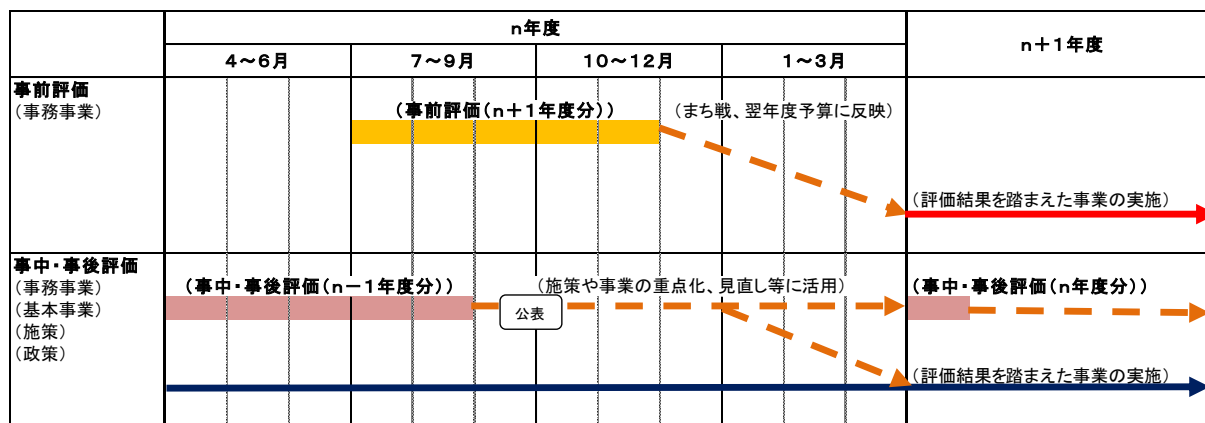 n年度
n+1年度
4~6月
7~9月
10~12月
1~3月
事前評価
(事務事業)
(事前評価(n+1年度分))
(まち戦、翌年度予算に反映)
(評価結果を踏まえた事業の実施)
事中・事後評価
(事務事業)
(基本事業)
(施策)
(政策)
(事中・事後評価(n-1年度分))
(施策や事業の重点化、見直し等に活用)
(事中・事後評価(n年度分))
公表
(評価結果を踏まえた事業の実施)